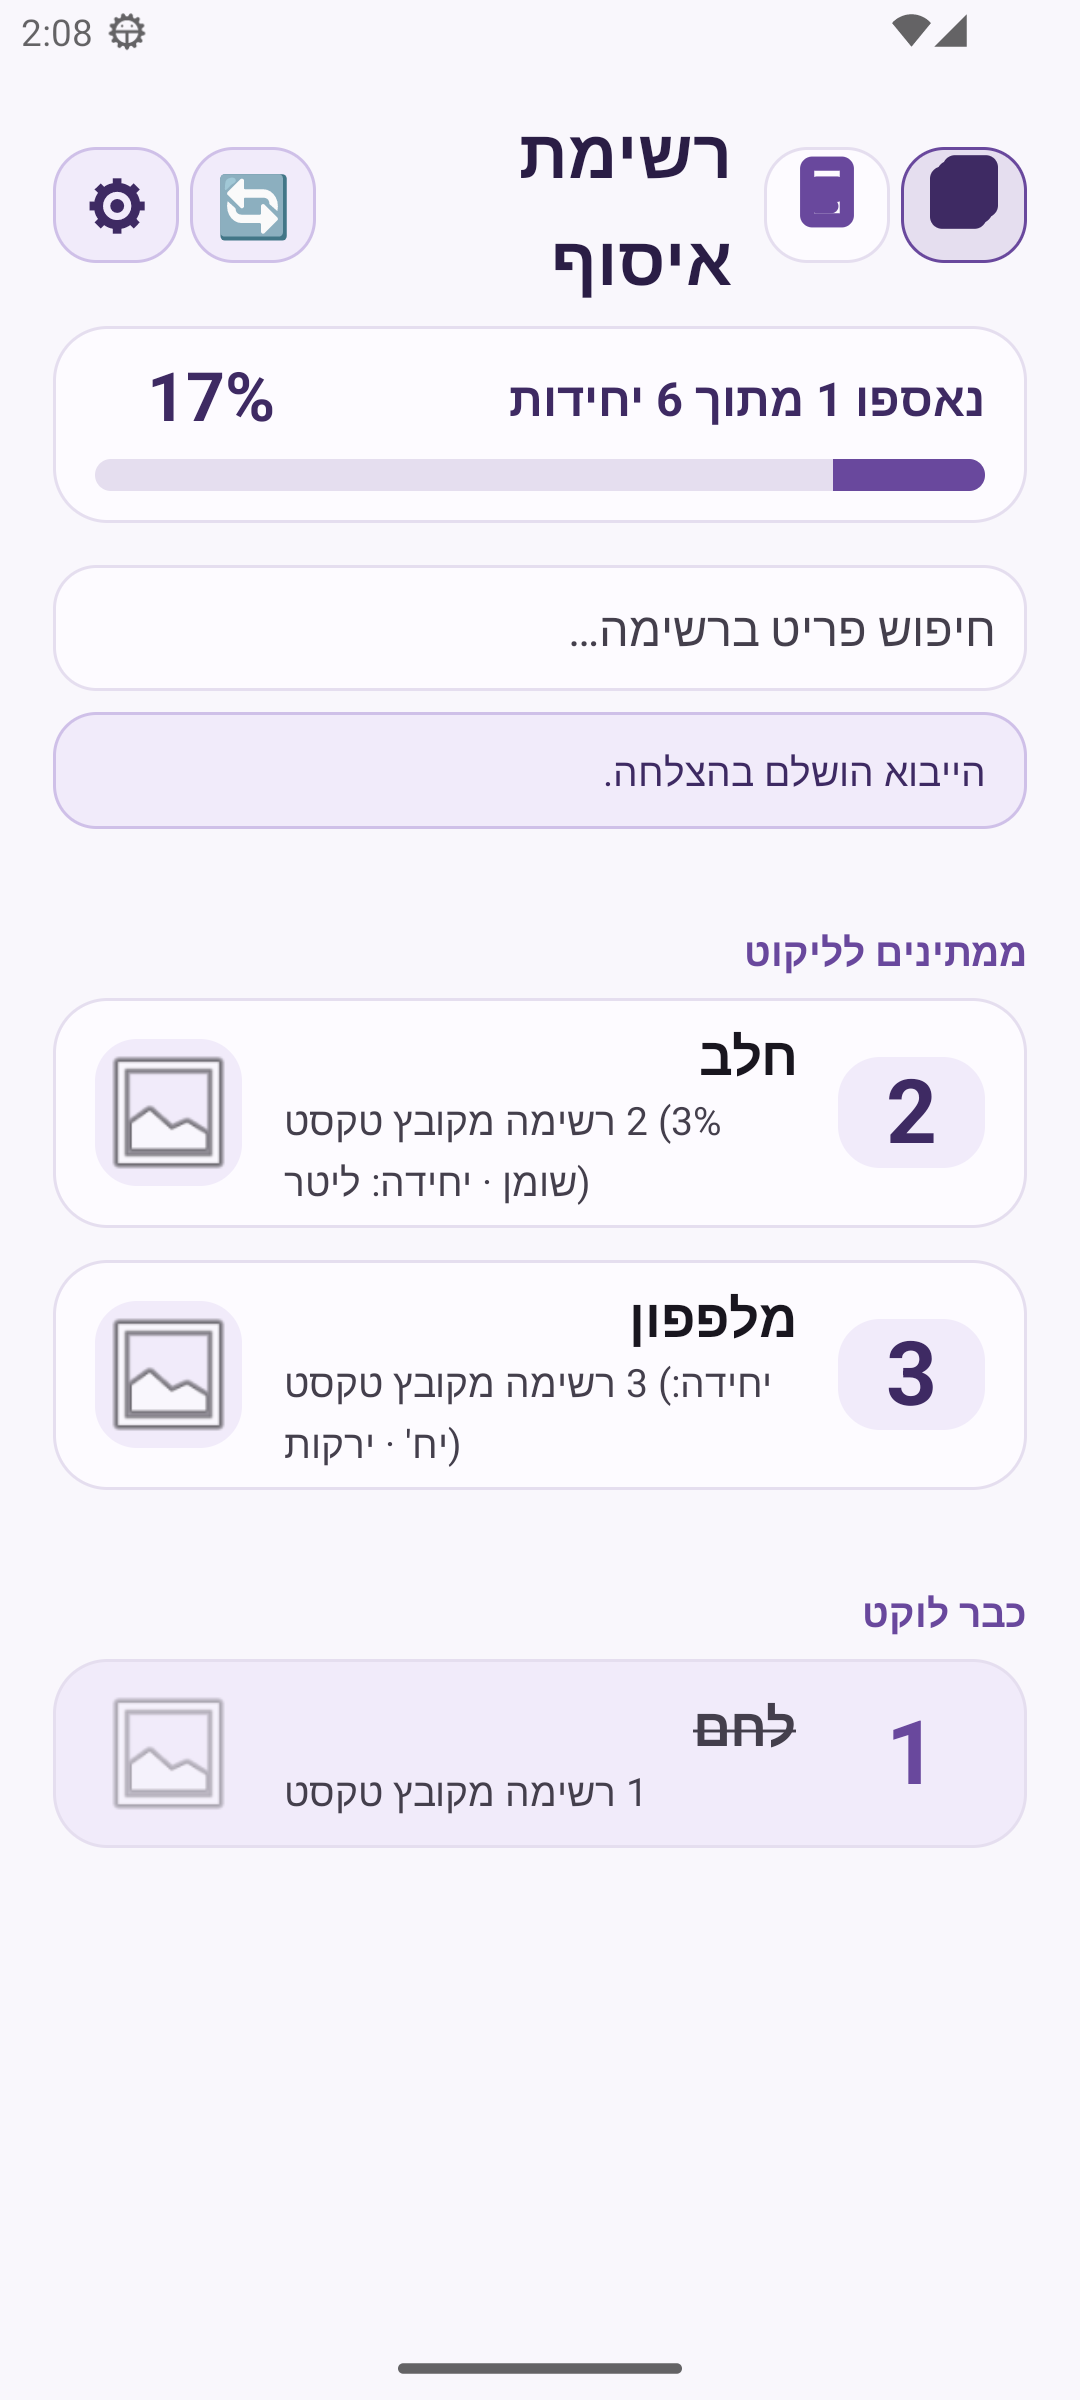 2:08
רשימת
איסוף
נאספו 1 מתוך 6 יחידות
17%
חיפוש פריט ברשימה...
הייבוא הושלם בהצלחה.
ממתינים לליקוט
2
חלב
רשימה מקובץ טקסט 2 (3%
שומן · יחידה: ליטר)
3
מלפפון
רשימה מקובץ טקסט 3 (יחידה:
יח' · ירקות)
כבר לוקט
1
לחם
רשימה מקובץ טקסט 1